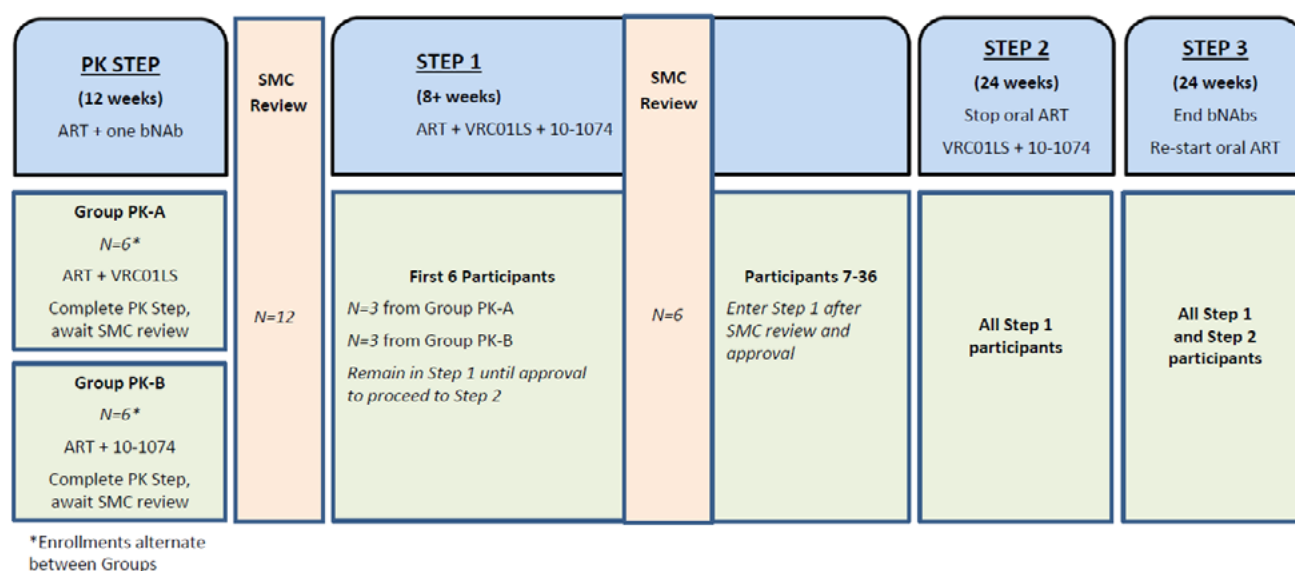 PK STEP
(12 weeks)
ART + one bNAb
SMC
Review
STEP 1
(8+ weeks)
ART + VRC01LS + 10-1074
SMC
Review
STEP 2
(24 weeks)
Stop oral ART
VRC01LS + 10-1074
STEP 3
(24 weeks)
End bNAbs
Re-start oral ART
Group PK-A
N=6*
ART + VRC01LS
Complete PK Step,
await SMC review
Group PK-B
N=6*
ART + 10-1074
Complete PK Step,
await SMC review
N=12
First 6 Participants
N=3 from Group PK-A
N=3 from Group PK-B
Remain in Step 1 until approval
to proceed to Step 2
N=6
Participants 7-36
Enter Step 1 after
SMC review and
approval
All Step 1
participants
All Step 1
and Step 2
participants
*Enrollments alternate
between Groups